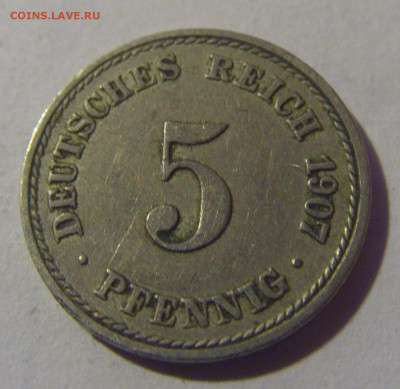 COINS.LAVE.RU
DEUTSCHES REICH 1907
5
· PFENNIG ·